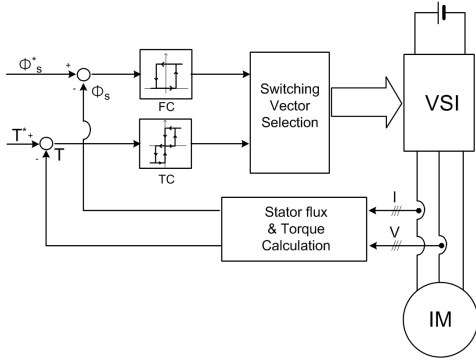 Φ*s
+
-
Φs
FC
T*
+
-
T
TC
Switching
Vector
Selection
VSI
Stator flux
& Torque
Calculation
I
V
IM